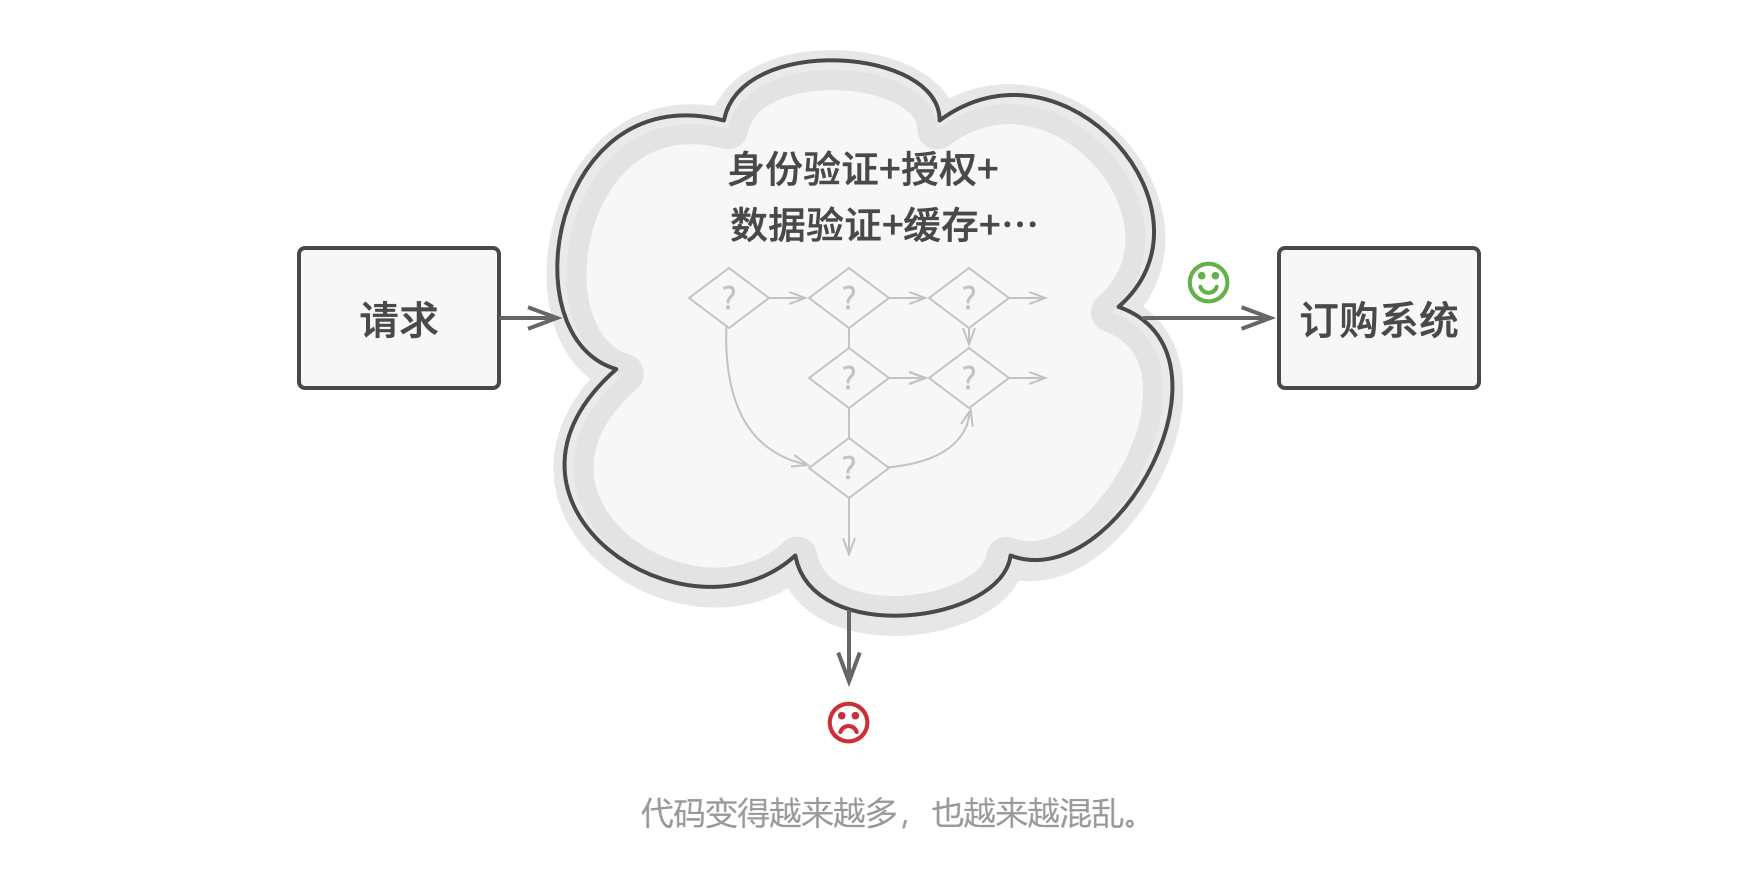 身份验证+授权+
数据验证+缓存+···
请求
? ? ?
? ?
?
订购系统
代码变得越来越多，也越来越混乱。